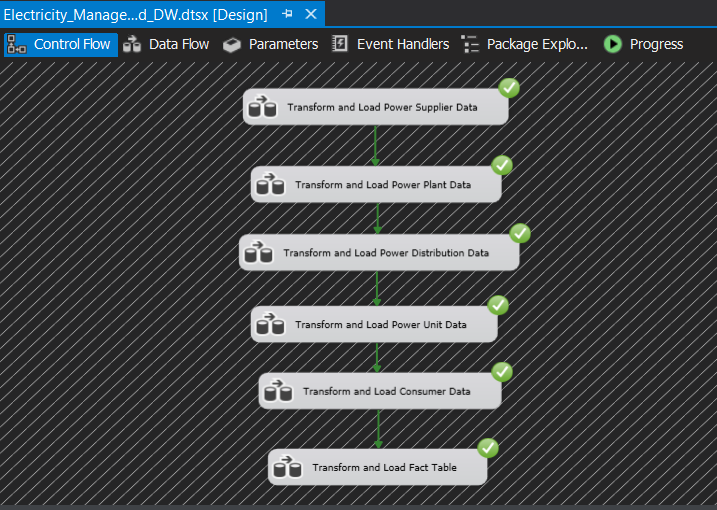 Electricity_Manage...d_DW.dtsx [Design]
Control Flow Data Flow Parameters Event Handlers Package Explo... Progress
Transform and Load Power Supplier Data
Transform and Load Power Plant Data
Transform and Load Power Distribution Data
Transform and Load Power Unit Data
Transform and Load Consumer Data
Transform and Load Fact Table